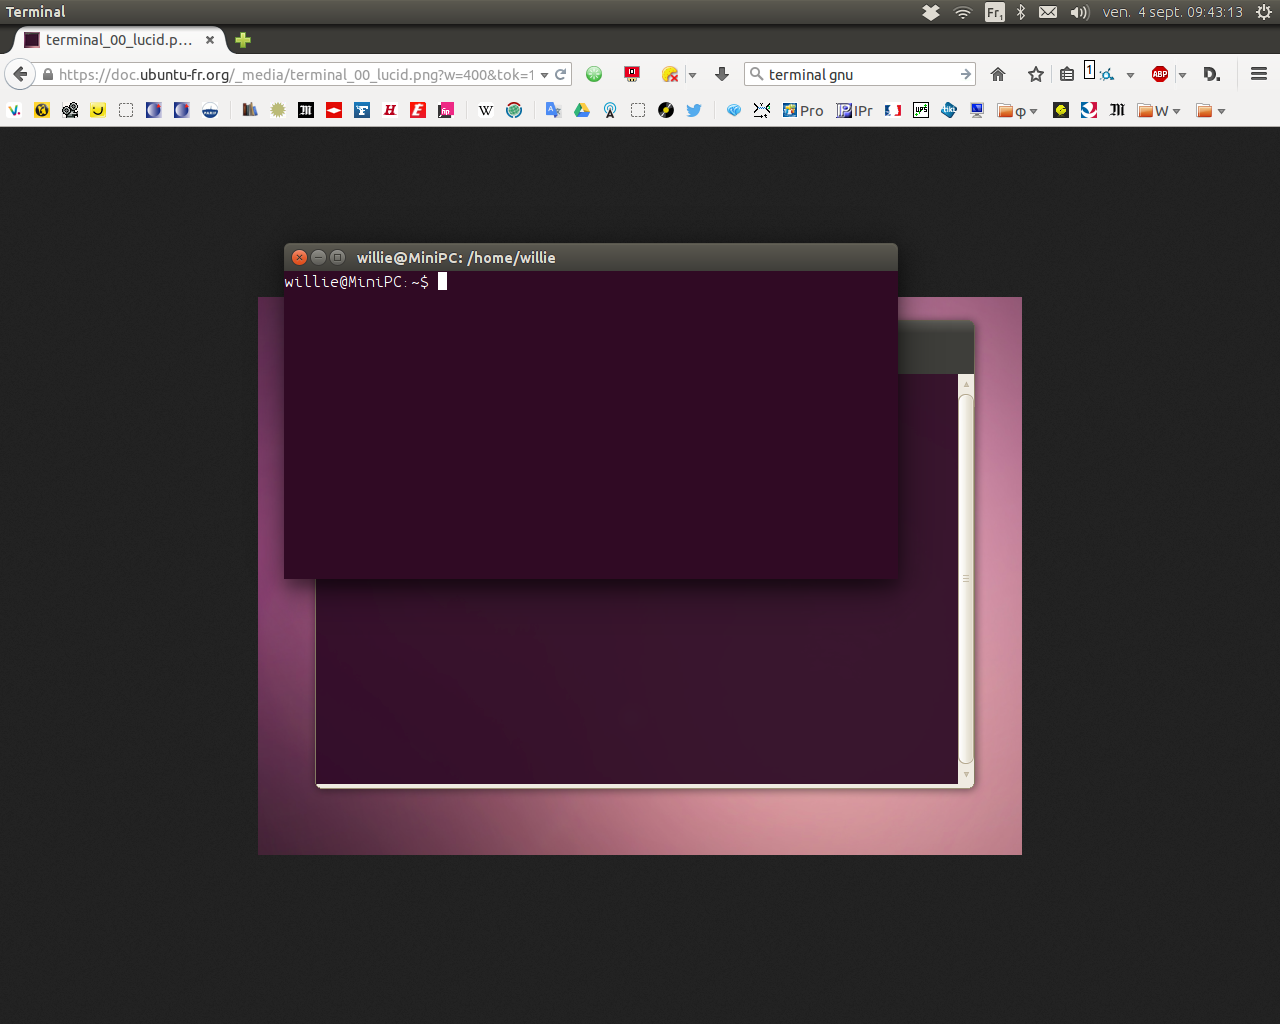 Terminal
Fr1
ven. 4 sept. 09:43:13
terminal_00_lucid.p...
https://doc.ubuntu-fr.org/_media/terminal_00_lucid.png?w=400&tok=1
terminal gnu
1
ABP
D.
Pro
IPr
φ
W
willie@MiniPC: /home/willie
willie@MiniPC:~$